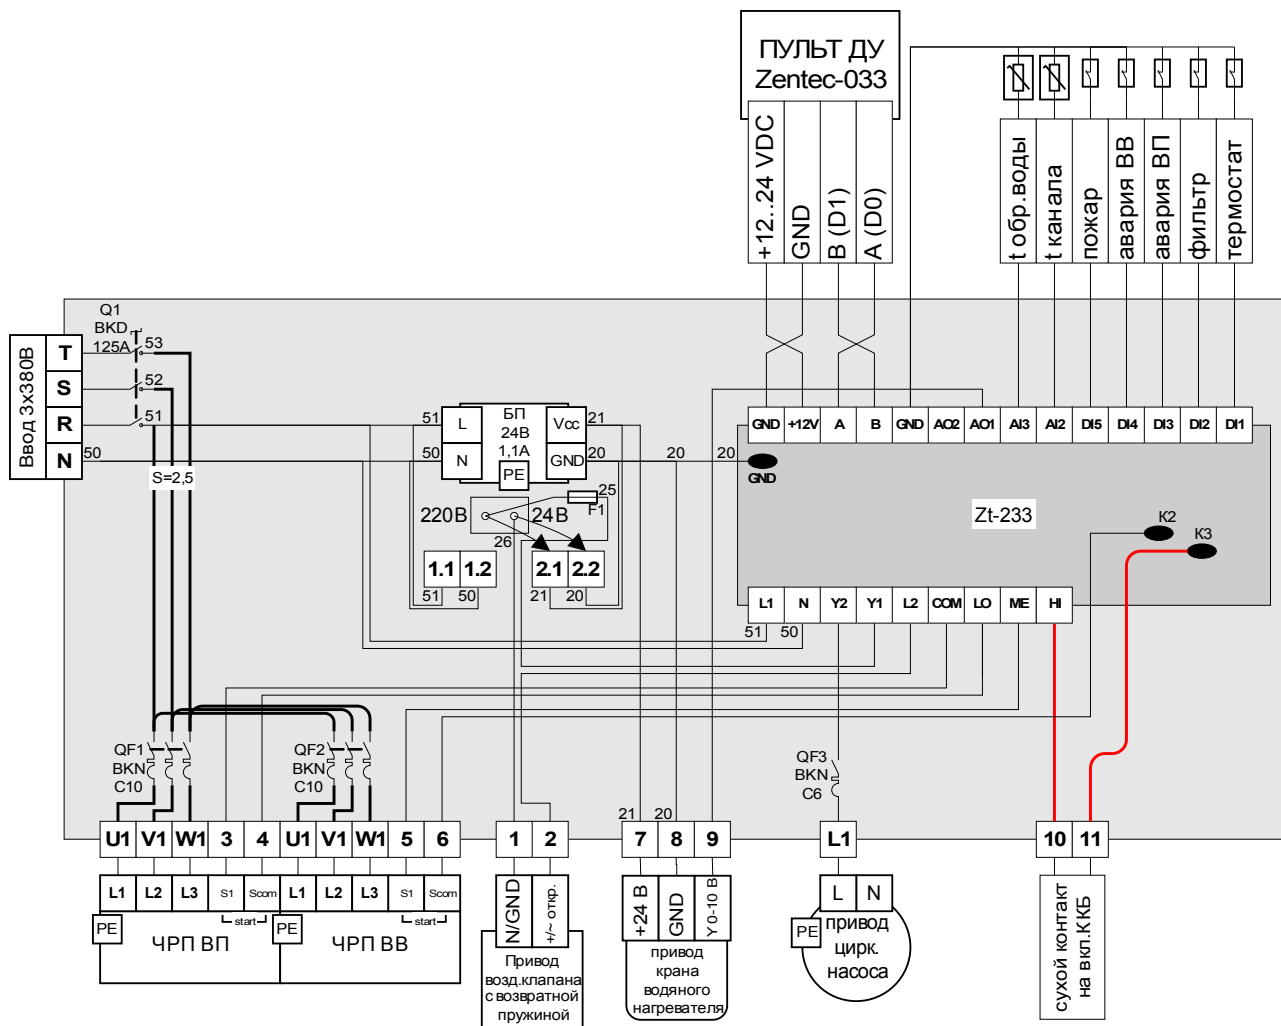 ПУЛЬТ ДУ
Zentec-033
+12..24 VDC
GND
B (D1)
A (D0)
t обр.воды
t канала
пожар
авария ВВ
авария ВП
фильтр
термостат
Q1
BKD
125A
53
52
51
50
Ввод 3x380В
T
S
R
N
S=2,5
51
50
L
N
БП
24В
1,1А
PE
Vcc
GND
21
20
20
20
GND +12V A B GND AO2 AO1 AI3 AI2 DI5 DI4 DI3 DI2 DI1
GND
Zt-233
K2
K3
220В
24В
25
F1
26
1.1 1.2
2.1 2.2
51 50
21 20
L1 N Y2 Y1 L2 COM LO ME HI
51 50
QF1
BKN
C10
QF2
BKN
C10
QF3
BKN
C6
21 20
U1 V1 W1 3 4 U1 V1 W1 5 6
1 2
7 8 9
L1
10 11
L1 L2 L3 S1 Scom L1 L2 L3 S1 Scom
start
start
PE
ЧРП ВП
PE
ЧРП ВВ
N/GND
+/~ откр.
Привод
возд.клапана
с возвратной
пружиной
+24 В
GND
Y 0-10 В
привод
крана
водяного
нагревателя
L N
PE
привод
цирк.
насоса
сухой контакт
на вкл.ККБ